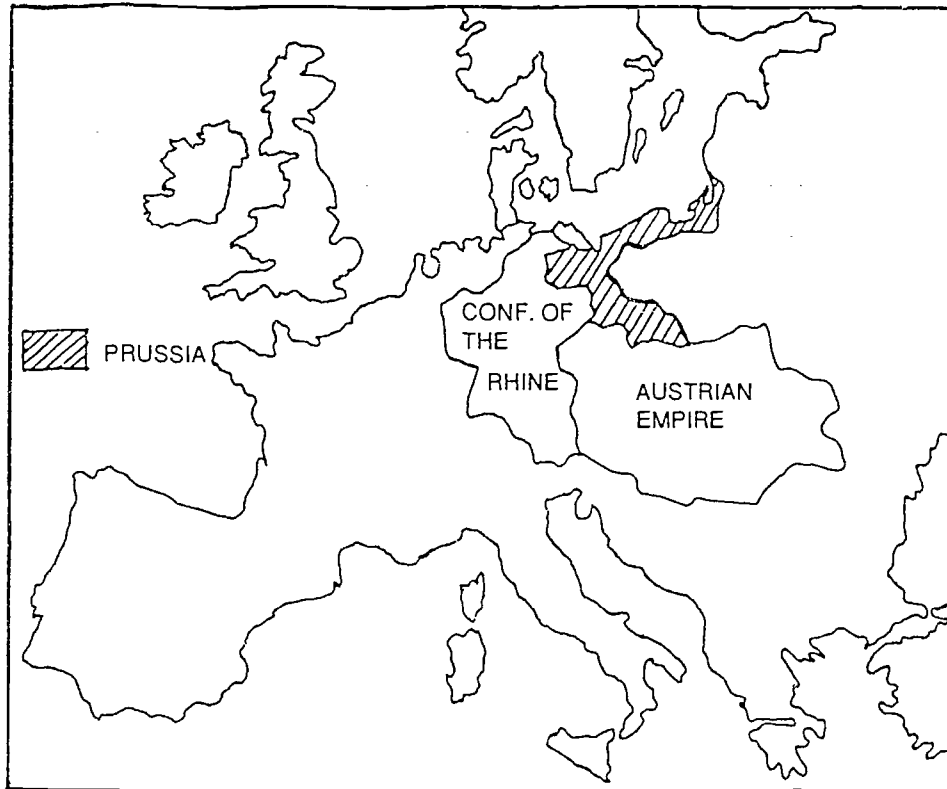 CONF. OF
THE
RHINE
PRUSSIA
AUSTRIAN
EMPIRE